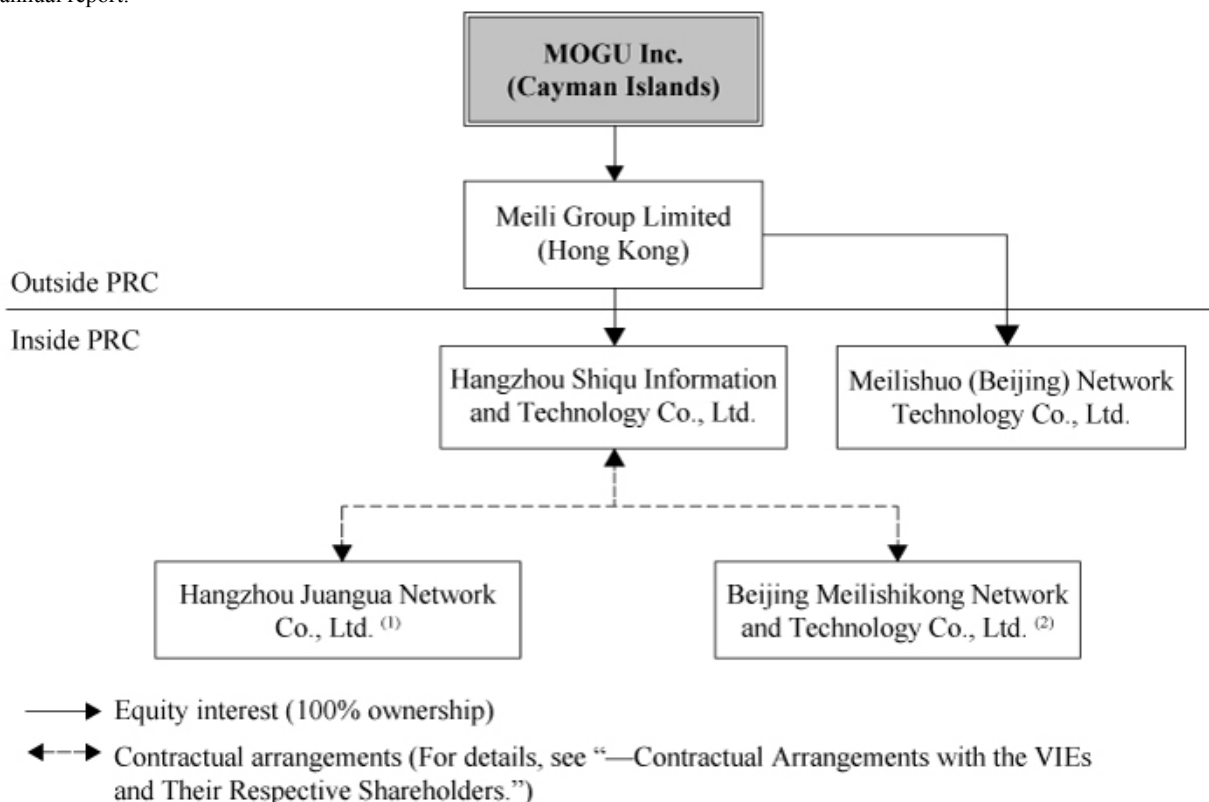 annual report.
MOGU Inc.
(Cayman Islands)
Meili Group Limited
(Hong Kong)
Outside PRC
Inside PRC
Hangzhou Shiqu Information
and Technology Co., Ltd.
Meilishuo (Beijing) Network
Technology Co., Ltd.
Hangzhou Juangua Network
Co., Ltd. (1)
Beijing Meilishikong Network
and Technology Co., Ltd. (2)
Equity interest (100% ownership)
Contractual arrangements (For details, see “—Contractual Arrangements with the VIEs
and Their Respective Shareholders.”)